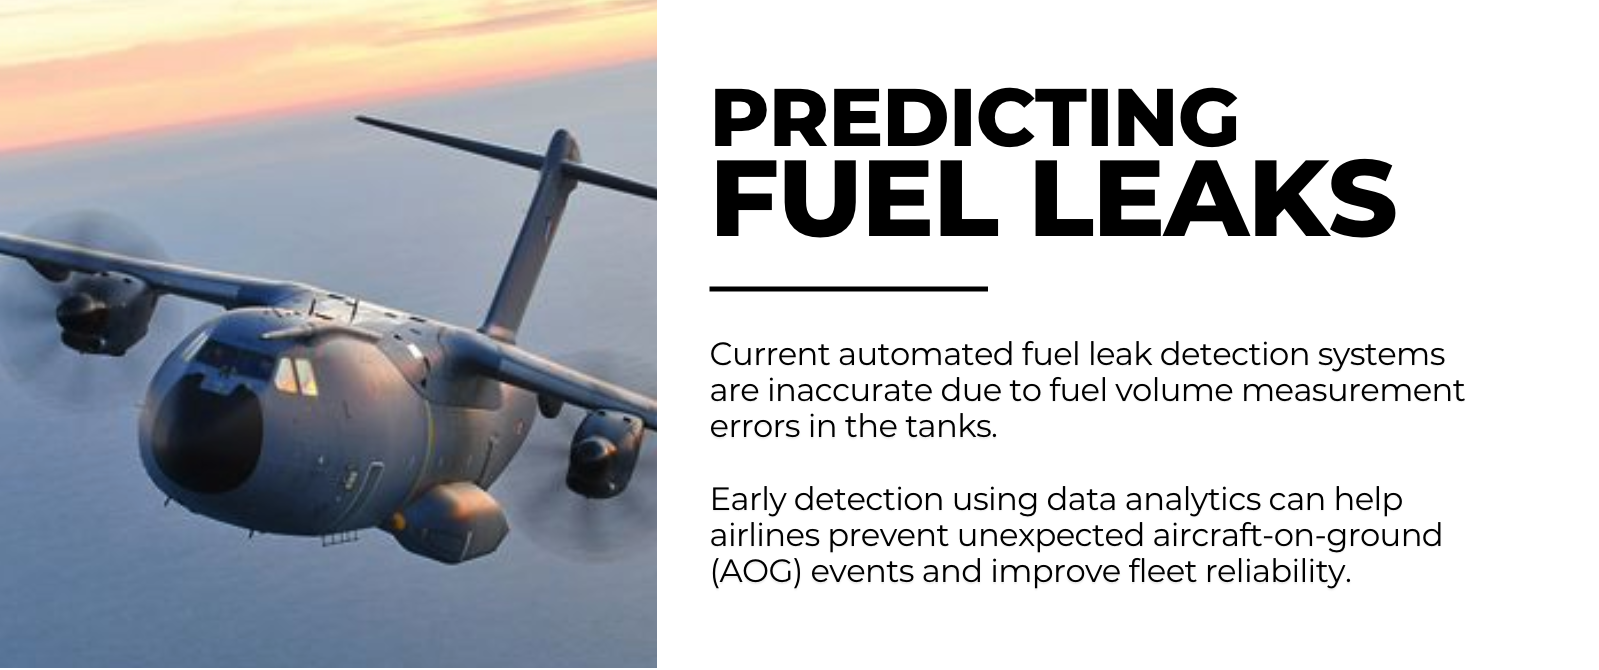 PREDICTING
FUEL LEAKS
Current automated fuel leak detection systems
are inaccurate due to fuel volume measurement
errors in the tanks.
Early detection using data analytics can help
airlines prevent unexpected aircraft-on-ground
(AOG) events and improve fleet reliability.